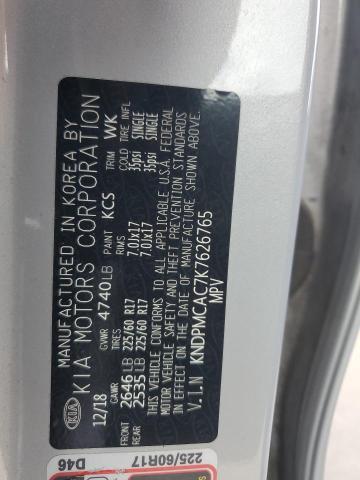 MANUFACTURED IN KOREA BY
KIA KIA MOTORS CORPORATION
12/18 GVWR 4740LB PAINT KCS TRIM WK
GAWR TIRES RIMS COLD TIRE INFL
FRONT 2646LB 225/60 R17 7.0JX17 35psi SINGLE
REAR 2535LB 225/60 R17 7.0JX17 35psi SINGLE
THIS VEHICLE CONFORMS TO ALL APPLICABLE U.S.A. FEDERAL
MOTOR VEHICLE SAFETY AND THEFT PREVENTION STANDARDS
IN EFFECT ON THE DATE OF MANUFACTURE SHOWN ABOVE.
V.I.N KNDPMCAC7K7626765
MPV
D46 225/60R17